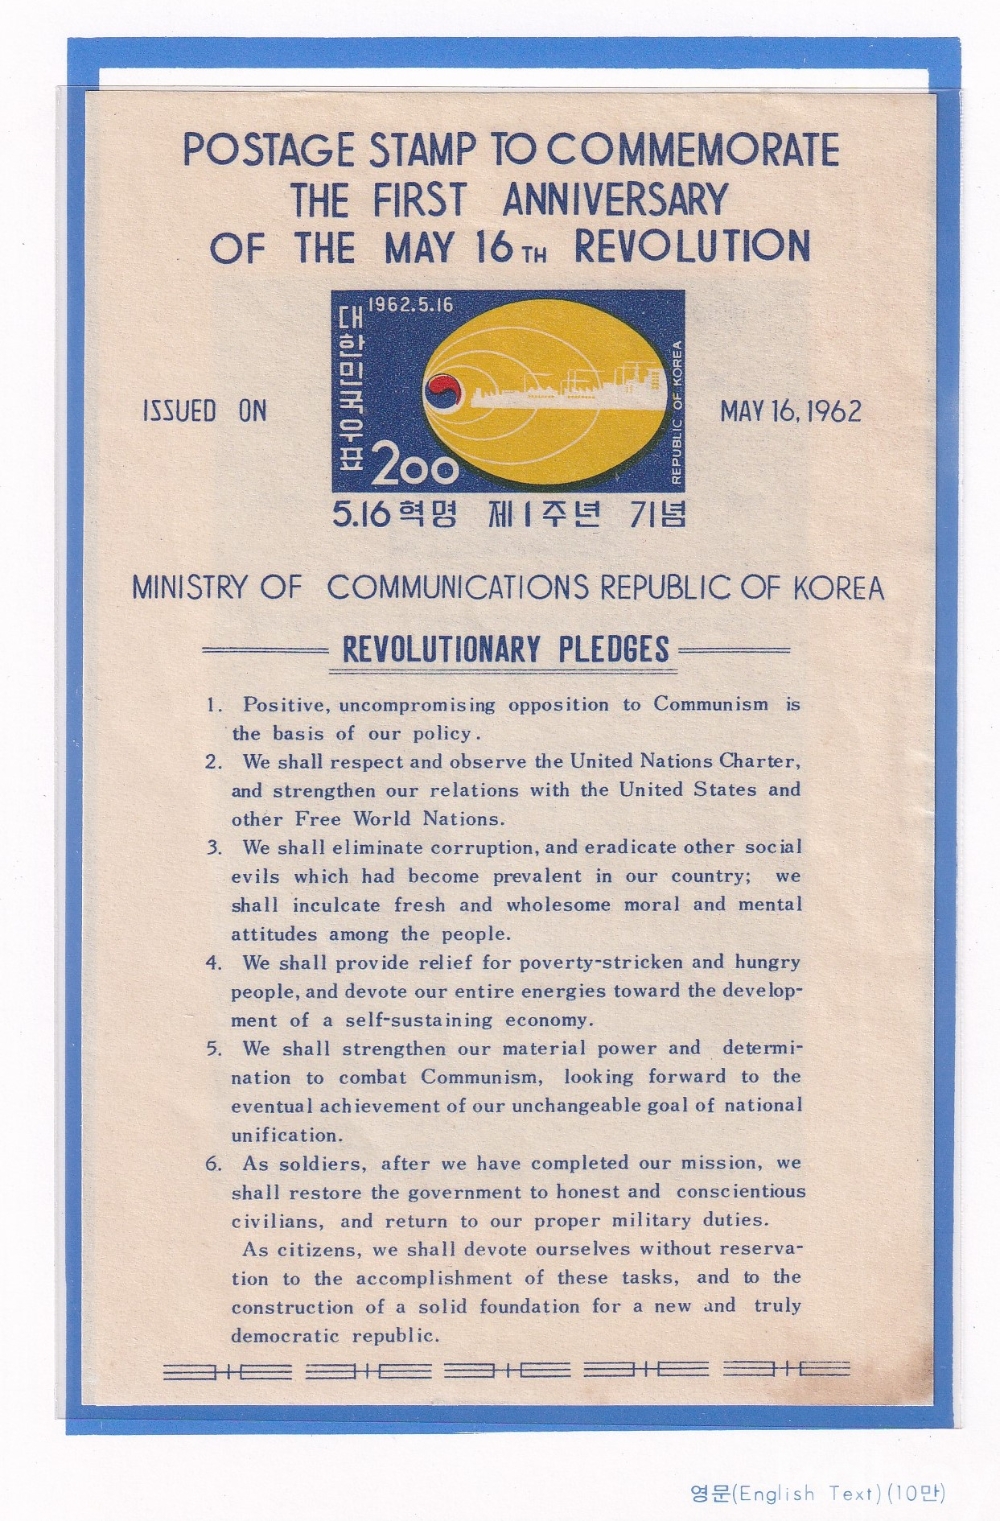 POSTAGE STAMP TO COMMEMORATE
THE FIRST ANNIVERSARY
OF THE MAY 16TH REVOLUTION
1962.5.16
대한민국우표
200
REPUBLIC OF KOREA
ISSUED ON
MAY 16, 1962
5.16 혁명 제1주년 기념
MINISTRY OF COMMUNICATIONS REPUBLIC OF KOREA
REVOLUTIONARY PLEDGES
1. Positive, uncompromising opposition to Communism is
the basis of our policy.
2. We shall respect and observe the United Nations Charter,
and strengthen our relations with the United States and
other Free World Nations.
3. We shall eliminate corruption, and eradicate other social
evils which had become prevalent in our country; we
shall inculcate fresh and wholesome moral and mental
attitudes among the people.
4. We shall provide relief for poverty-stricken and hungry
people, and devote our entire energies toward the develop-
ment of a self-sustaining economy.
5. We shall strengthen our material power and determi-
nation to combat Communism, looking forward to the
eventual achievement of our unchangeable goal of national
unification.
6. As soldiers, after we have completed our mission, we
shall restore the government to honest and conscientious
civilians, and return to our proper military duties.
As citizens, we shall devote ourselves without reserva-
tion to the accomplishment of these tasks, and to the
construction of a solid foundation for a new and truly
democratic republic.
영문(English Text)(10만)